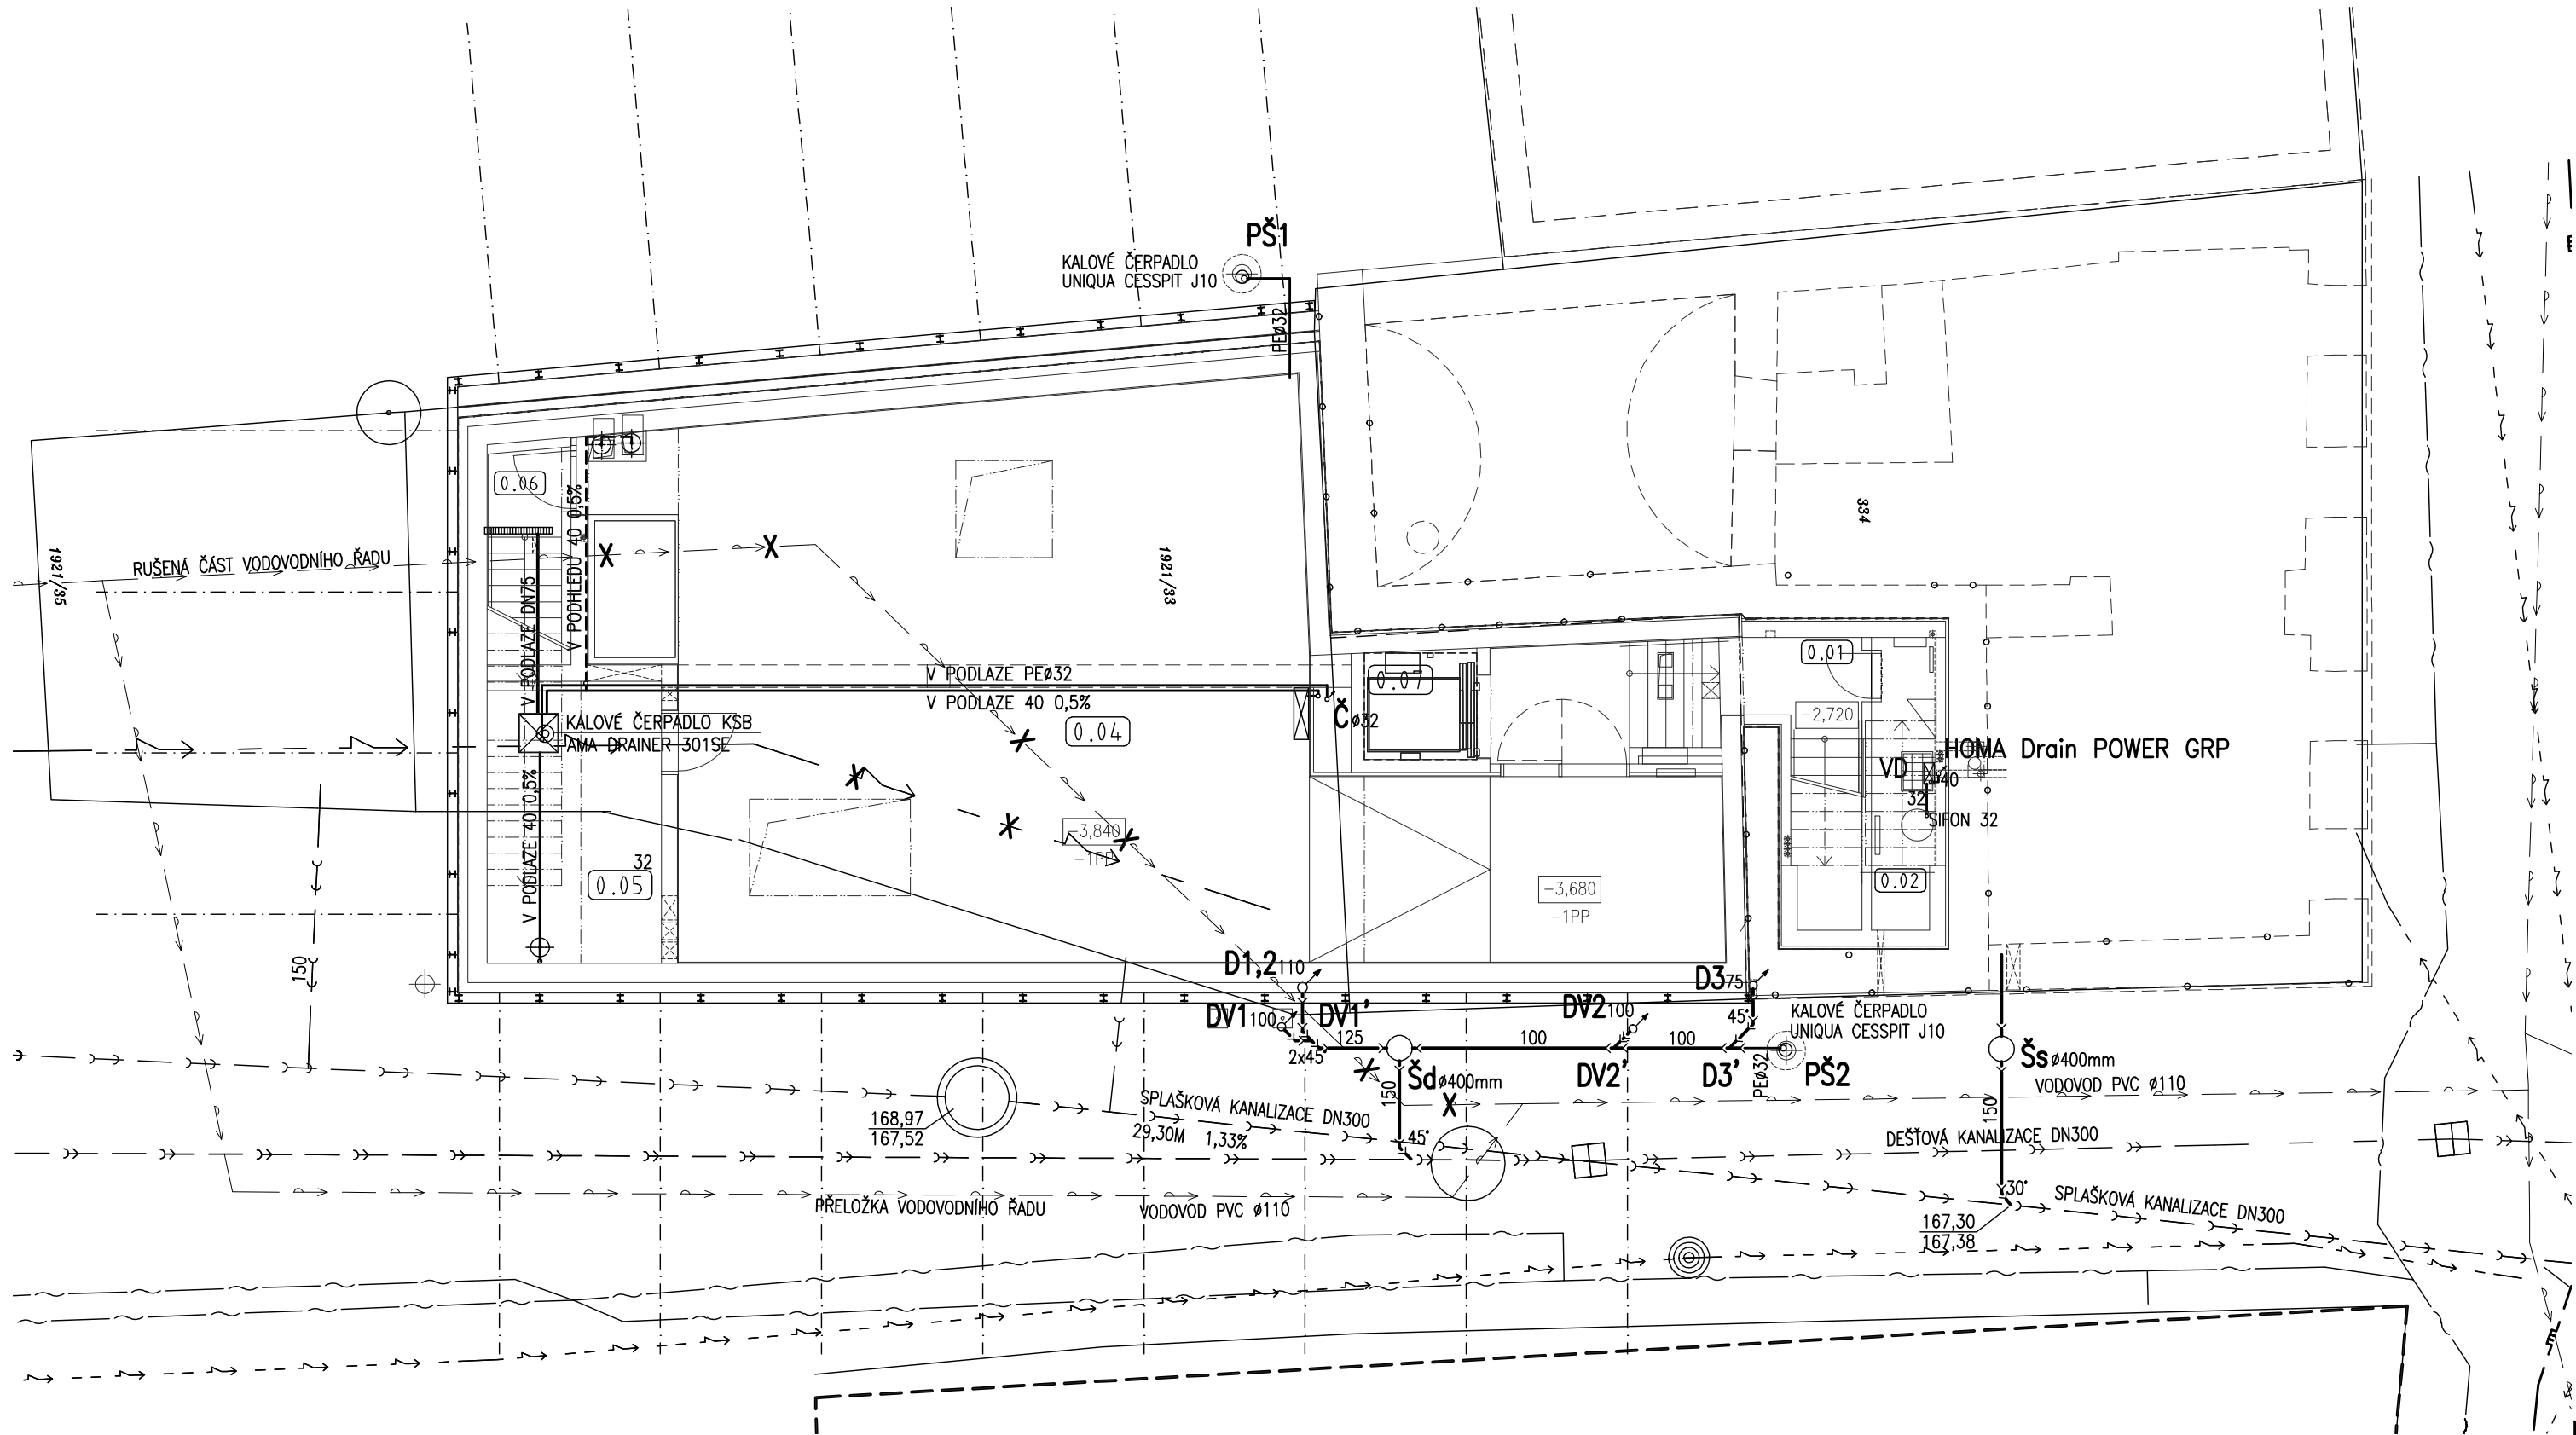 PŠ1
KALOVÉ ČERPADLO
UNIQUA CESSPIT J10
PEø32
334
0.06
V PODHLEDU 40 0,5%
RUŠENÁ ČÁST VODOVODNÍHO ŘADU
1921/35
1921/33
V PODLAZE DN75
V PODLAZE PEø32
V PODLAZE 40 0,5%
0.04
Čø32
0.07
0.01
-2,720
KALOVÉ ČERPADLO KSB
AMA DRAINER 301SE
HOMA Drain POWER GRP
VD
40
32
SIFON 32
V PODLAZE 40 0,5%
-3,840
-1PP
32
0.05
-3,680
-1PP
0.02
150
D1,2 110
D3 75
DV1 100
DV1'
DV2 100
45°
KALOVÉ ČERPADLO
UNIQUA CESSPIT J10
125
2x45°
100
100
Šd ø400mm
DV2'
D3'
PEø32
PŠ2
Šs ø400mm
VODOVOD PVC ø110
168,97
167,52
SPLAŠKOVÁ KANALIZACE DN300
29,30M 1,33%
150
45°
150
DEŠŤOVÁ KANALIZACE DN300
PŘELOŽKA VODOVODNÍHO ŘADU
VODOVOD PVC ø110
30°
SPLAŠKOVÁ KANALIZACE DN300
167,30
167,38